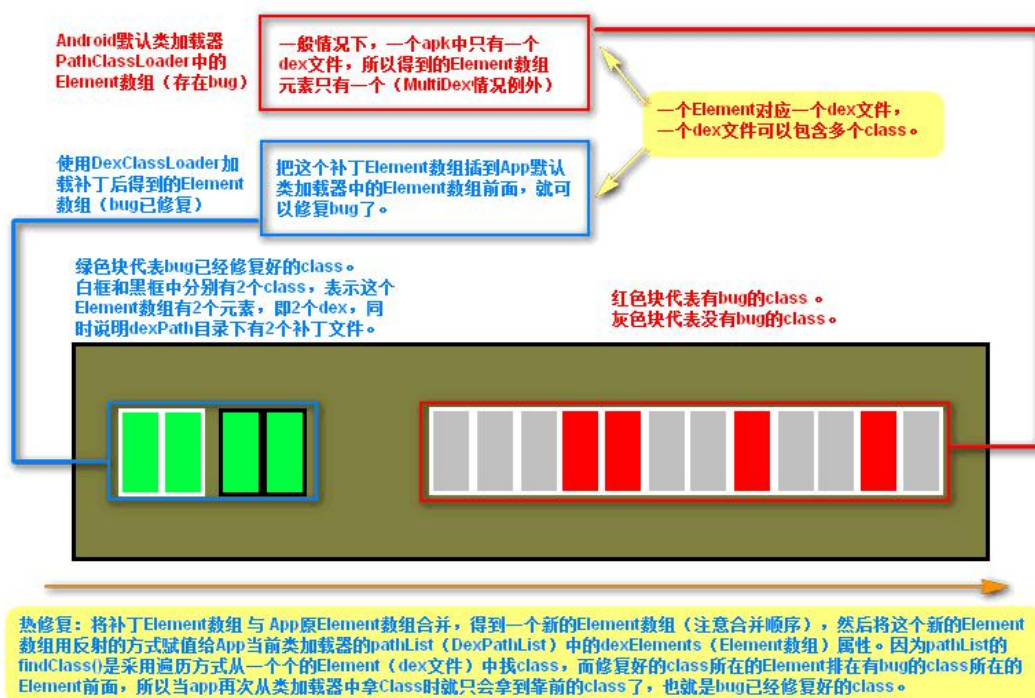 Android默认类加载器
PathClassLoader中的
Element数组（存在bug）
一般情况下，一个apk中只有一个
dex文件，所以得到的Element数组
元素只有一个（MultiDex情况例外）
一个Element对应一个dex文件，
一个dex文件可以包含多个class。
使用DexClassLoader加
载补丁后得到的Element
数组（bug已修复）
把这个补丁Element数组插到App默认
类加载器中的Element数组前面，就可
以修复bug了。
绿色块代表bug已经修复好的class。
白框和黑框中分别有2个class，表示这个
Element数组有2个元素，即2个dex，同
时说明dexPath目录下有2个补丁文件。
红色块代表有bug的class 。
灰色块代表没有bug的class。
热修复：将补丁Element数组 与 App原Element数组合并，得到一个新的Element数组（注意合并顺序），然后将这个新的Element
数组用反射的方式赋值给App当前类加载器的pathList（DexPathList）中的dexElements（Element数组）属性。因为pathList的
findClass()是采用遍历方式从一个个的Element（dex文件）中找class，而修复好的class所在的Element排在有bug的class所在的
Element前面，所以当app再次从类加载器中拿Class时就只会拿到靠前的class了，也就是bug已经修复好的class。